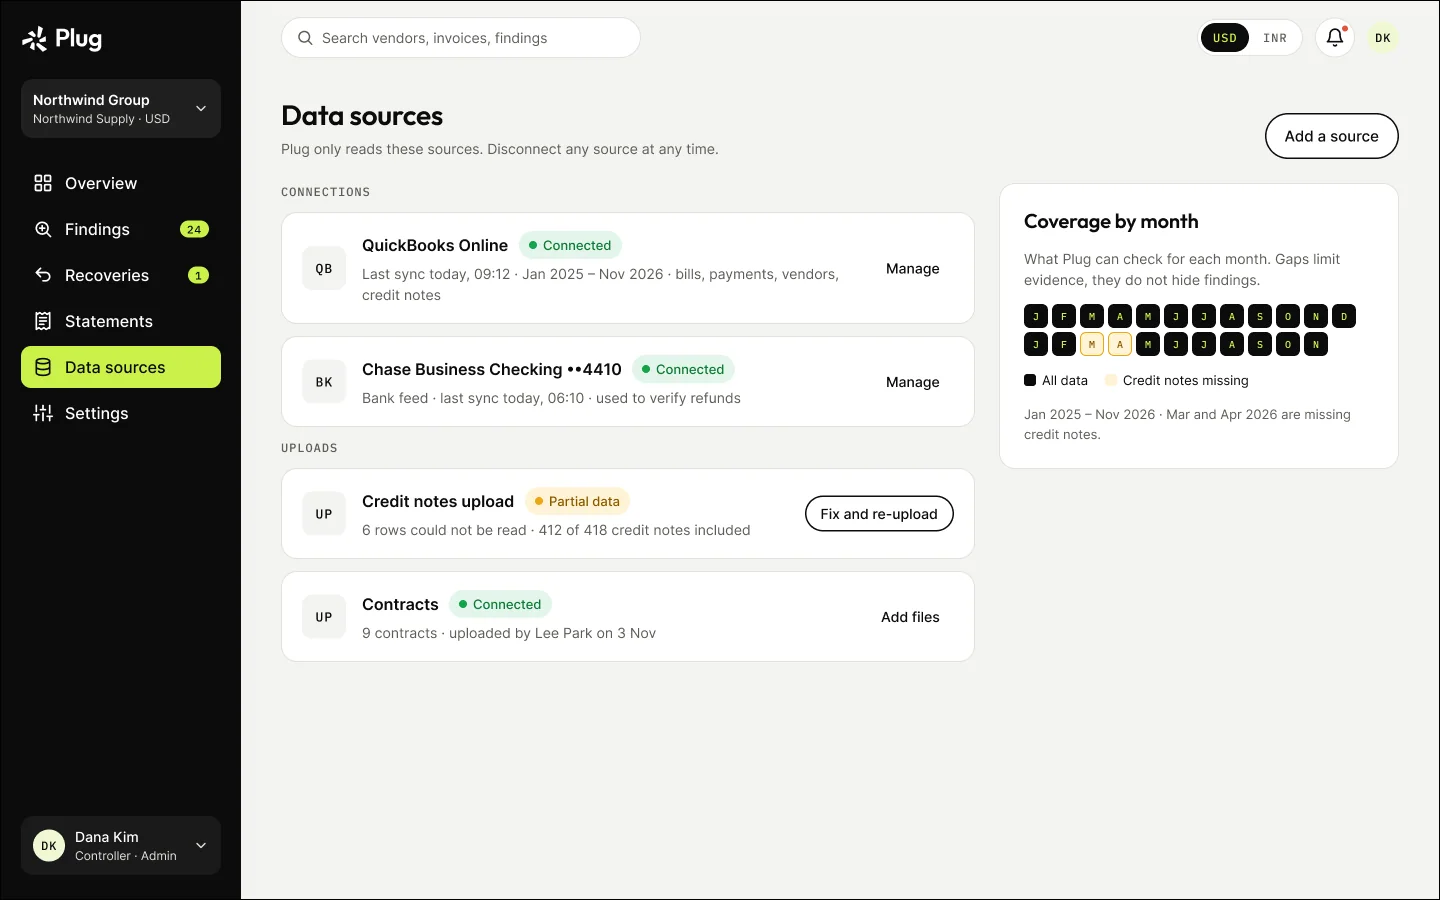 Plug
Northwind Group
Northwind Supply · USD
Overview
Findings 24
Recoveries 1
Statements
Data sources
Settings
DK
Dana Kim
Controller · Admin
Search vendors, invoices, findings
USD INR
DK
Data sources
Plug only reads these sources. Disconnect any source at any time.
Add a source
CONNECTIONS
QB
QuickBooks Online
Connected
Last sync today, 09:12 · Jan 2025 – Nov 2026 · bills, payments, vendors,
credit notes
Manage
BK
Chase Business Checking ••4410
Connected
Bank feed · last sync today, 06:10 · used to verify refunds
Manage
UPLOADS
UP
Credit notes upload
Partial data
6 rows could not be read · 412 of 418 credit notes included
Fix and re-upload
UP
Contracts
Connected
9 contracts · uploaded by Lee Park on 3 Nov
Add files
Coverage by month
What Plug can check for each month. Gaps limit
evidence, they do not hide findings.
J F M A M J J A S O N D
J F M A M J J A S O N
All data
Credit notes missing
Jan 2025 – Nov 2026 · Mar and Apr 2026 are missing
credit notes.